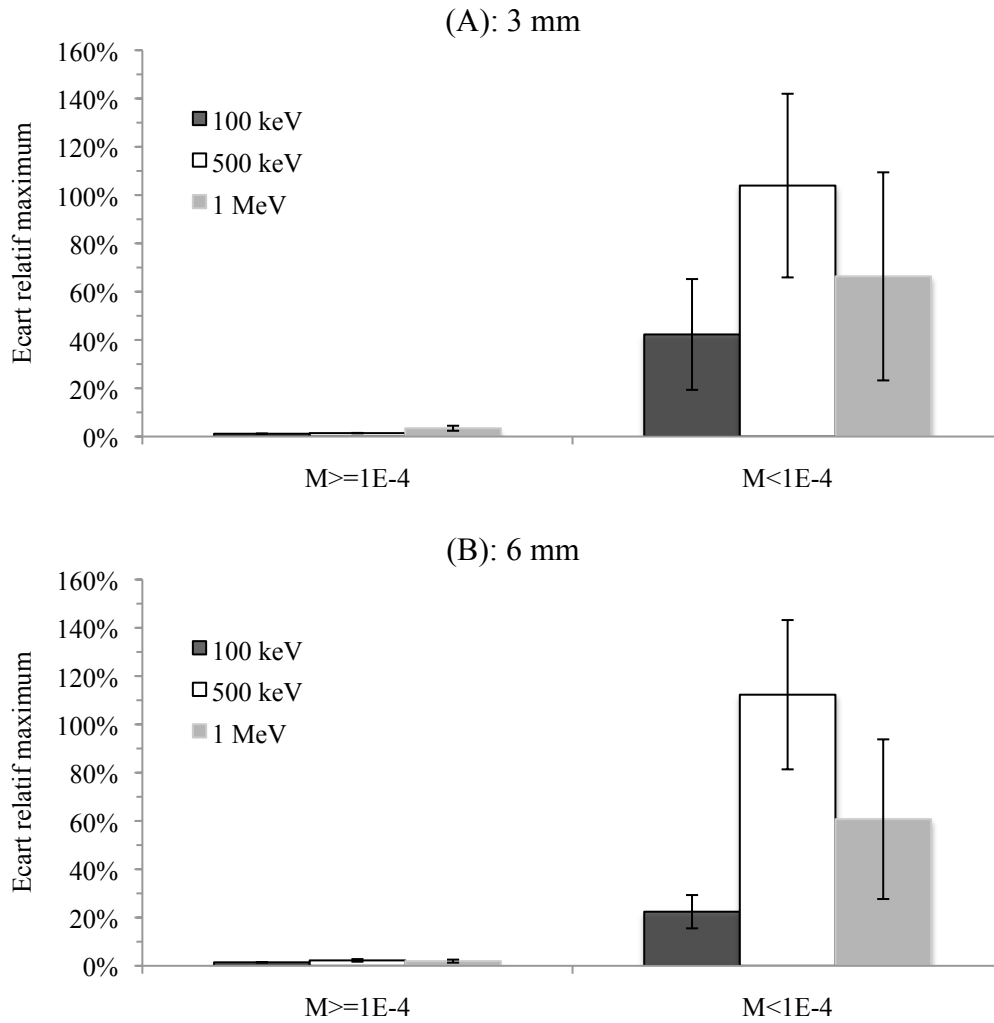 (A): 3 mm
160%
140%
120%
100%
80%
60%
40%
20%
0%
Ecart relatif maximum
100 keV
500 keV
1 MeV
M>=1E-4
M<1E-4
(B): 6 mm
160%
140%
120%
100%
80%
60%
40%
20%
0%
Ecart relatif maximum
100 keV
500 keV
1 MeV
M>=1E-4
M<1E-4